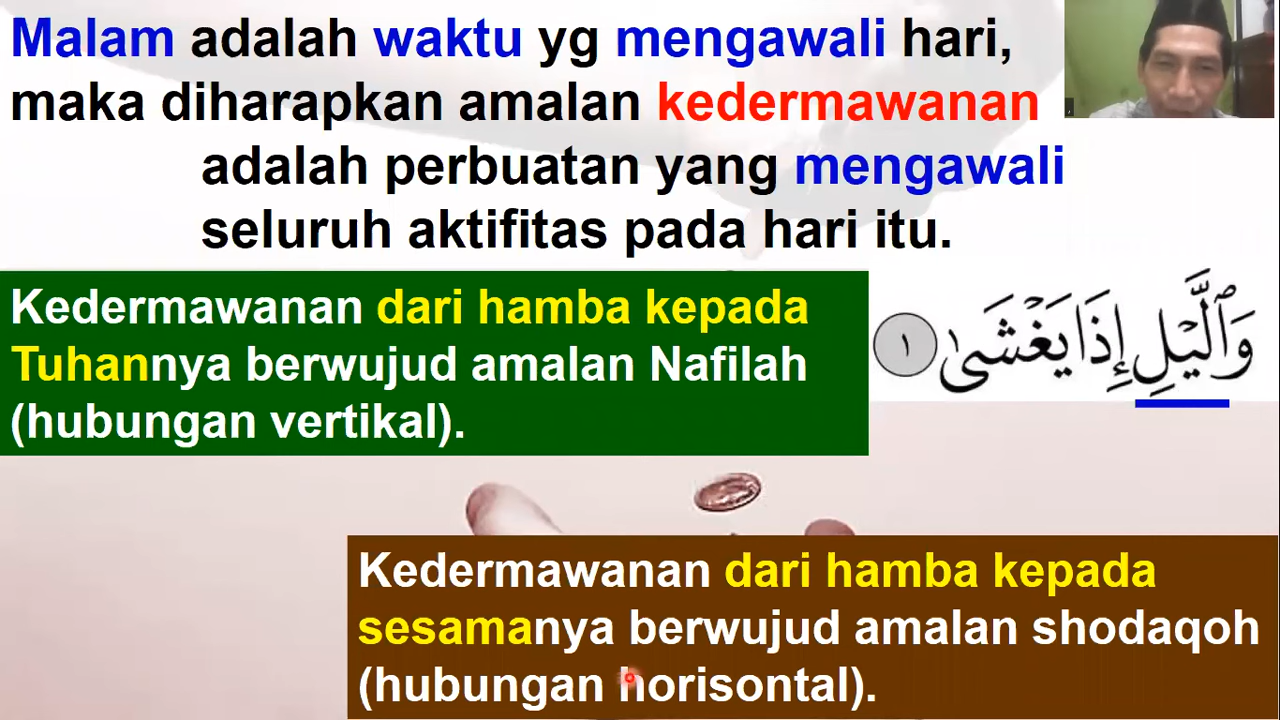 Malam adalah waktu yg mengawali hari,
maka diharapkan amalan kedermawanan
adalah perbuatan yang mengawali
seluruh aktifitas pada hari itu.
Kedermawanan dari hamba kepada
Tuhannya berwujud amalan Nafilah
(hubungan vertikal).
وَٱلَّيۡلِ إِذَا يَغۡشَىٰ ١
Kedermawanan dari hamba kepada
sesamanya berwujud amalan shodaqoh
(hubungan horisontal).